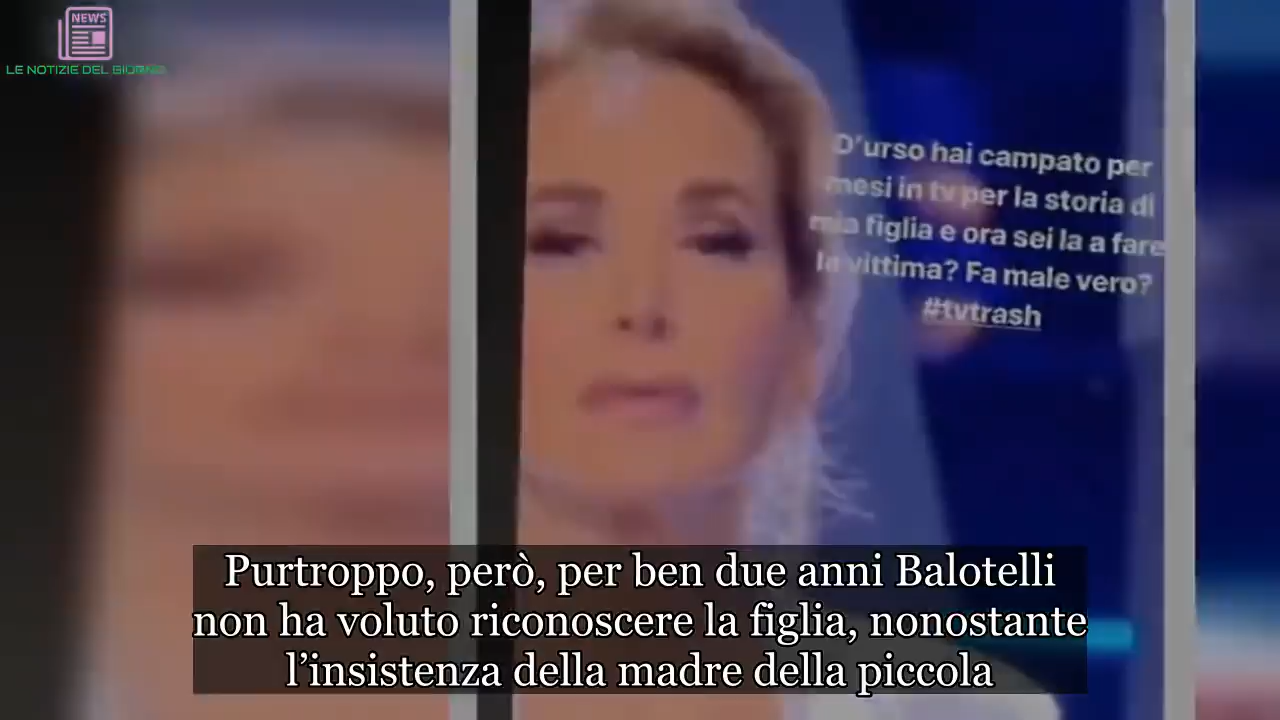 NEWS
LE NOTIZIE DEL GIORNO
D'urso hai campato per
mesi in tv per la storia di
mia figlia e ora sei la a fare
la vittima? Fa male vero?
#tvtrash
Purtroppo, però, per ben due anni Balotelli
non ha voluto riconoscere la figlia, nonostante
l'insistenza della madre della piccola